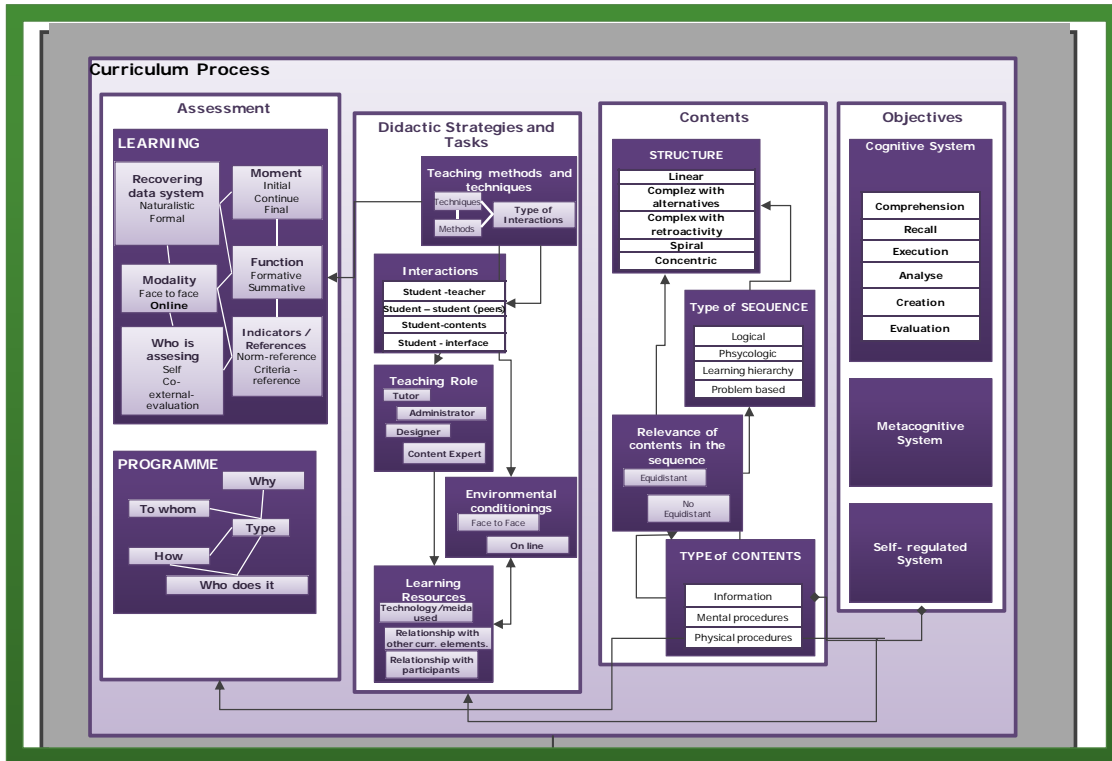 Curriculum Process
Assessment
LEARNING
Recovering
data system
Naturalistic
Formal
Moment
Initial
Continue
Final
Modality
Face to face
Online
Function
Formative
Summative
Who is
assesing
Self
Co-
external-
evaluation
Indicators /
References
Norm-reference
Criteria -
reference
PROGRAMME
Why
To whom
Type
How
Who does it
Didactic Strategies and
Tasks
Teaching methods and
techniques
Techniques
Methods
Type of
Interactions
Interactions
Student -teacher
Student – student (peers)
Student-contents
Student - interface
Teaching Role
Tutor
Administrator
Designer
Content Expert
Environmental
conditionings
Face to Face
On line
Learning
Resources
Technology/meida
used
Relationship with
other curr. elements.
Relationship with
participants
Contents
STRUCTURE
Linear
Complez with
alternatives
Complex with
retroactivity
Spiral
Concentric
Type of SEQUENCE
Logical
Phsycologic
Learning hierarchy
Problem based
Relevance of
contents in the
sequence
Equidistant
No
Equidistant
TYPE of CONTENTS
Information
Mental procedures
Physical procedures
Objectives
Cognitive System
Comprehension
Recall
Execution
Analyse
Creation
Evaluation
Metacognitive
System
Self- regulated
System